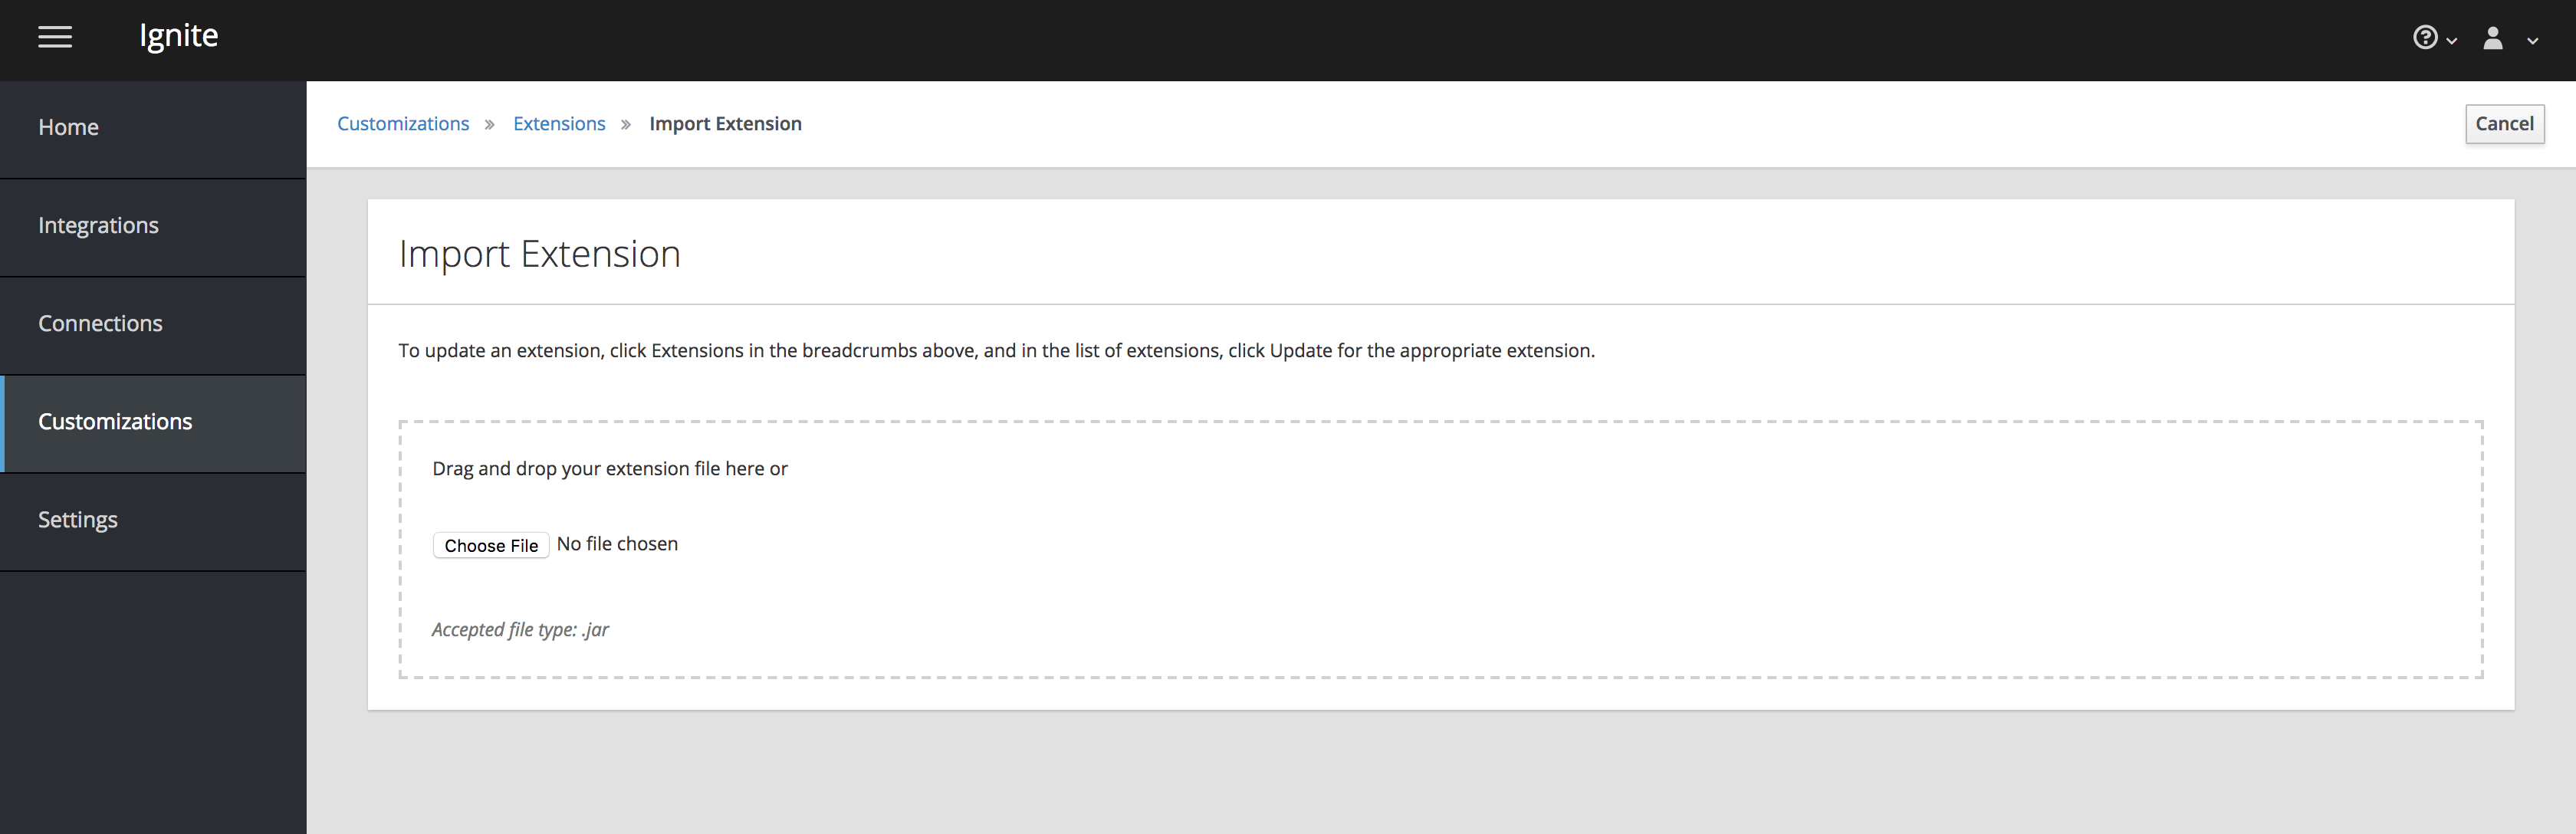 Ignite
Home
Integrations
Connections
Customizations
Settings
Customizations » Extensions » Import Extension
Cancel
Import Extension
To update an extension, click Extensions in the breadcrumbs above, and in the list of extensions, click Update for the appropriate extension.
Drag and drop your extension file here or
Choose File No file chosen
Accepted file type: .jar